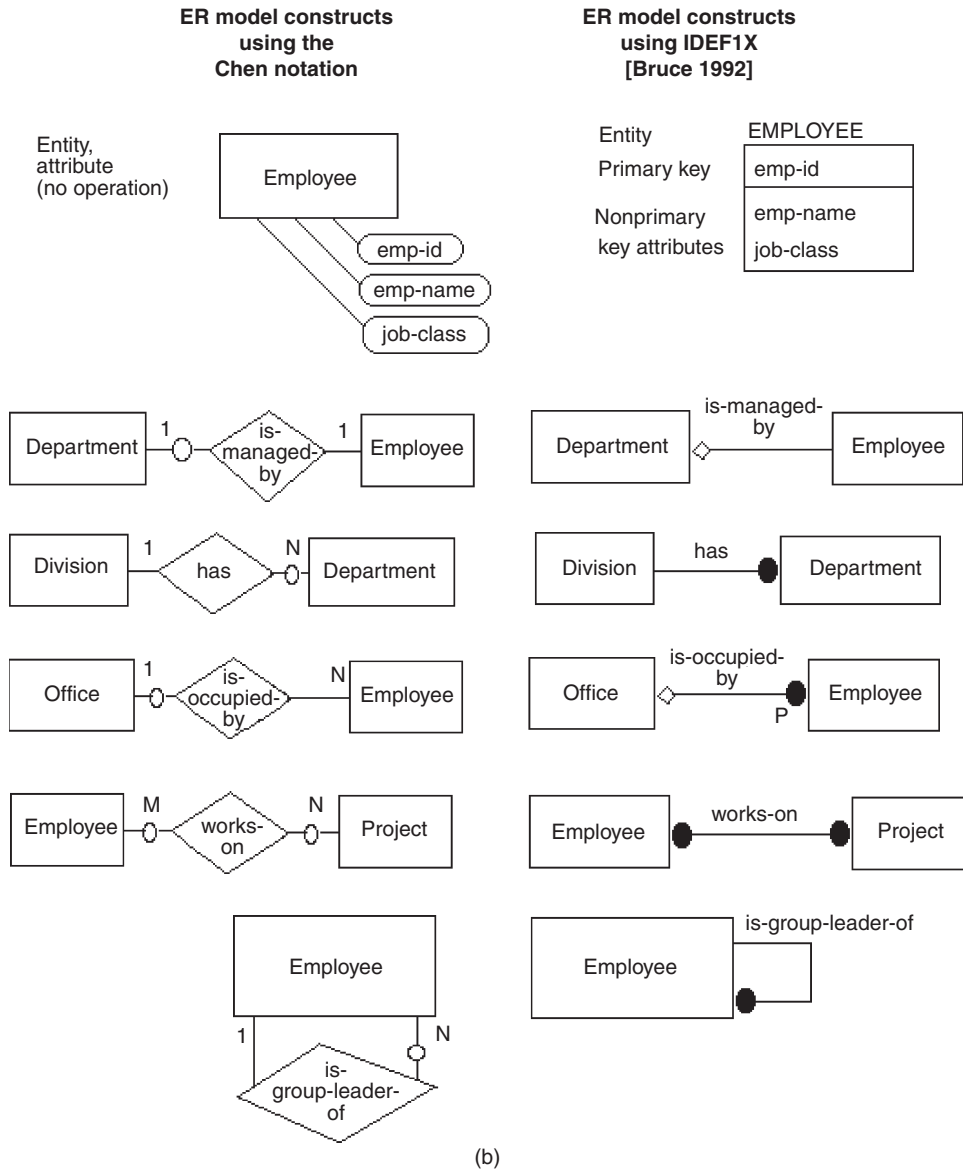 ER model constructs
using the
Chen notation
ER model constructs
using IDEF1X
[Bruce 1992]
Entity,
attribute
(no operation)
Employee
emp-id
emp-name
job-class
Entity
EMPLOYEE
Primary key
emp-id
Nonprimary
key attributes
emp-name
job-class
Department
1
is-
managed-
by
1
Employee
Department
is-managed-
by
Employee
Division
1
has
N
Department
Division
has
Department
Office
1
is-
occupied-
by
N
Employee
Office
is-occupied-
by
P
Employee
Employee
M
works-
on
N
Project
Employee
works-on
Project
Employee
1
N
is-
group-leader-
of
Employee
is-group-leader-of
(b)